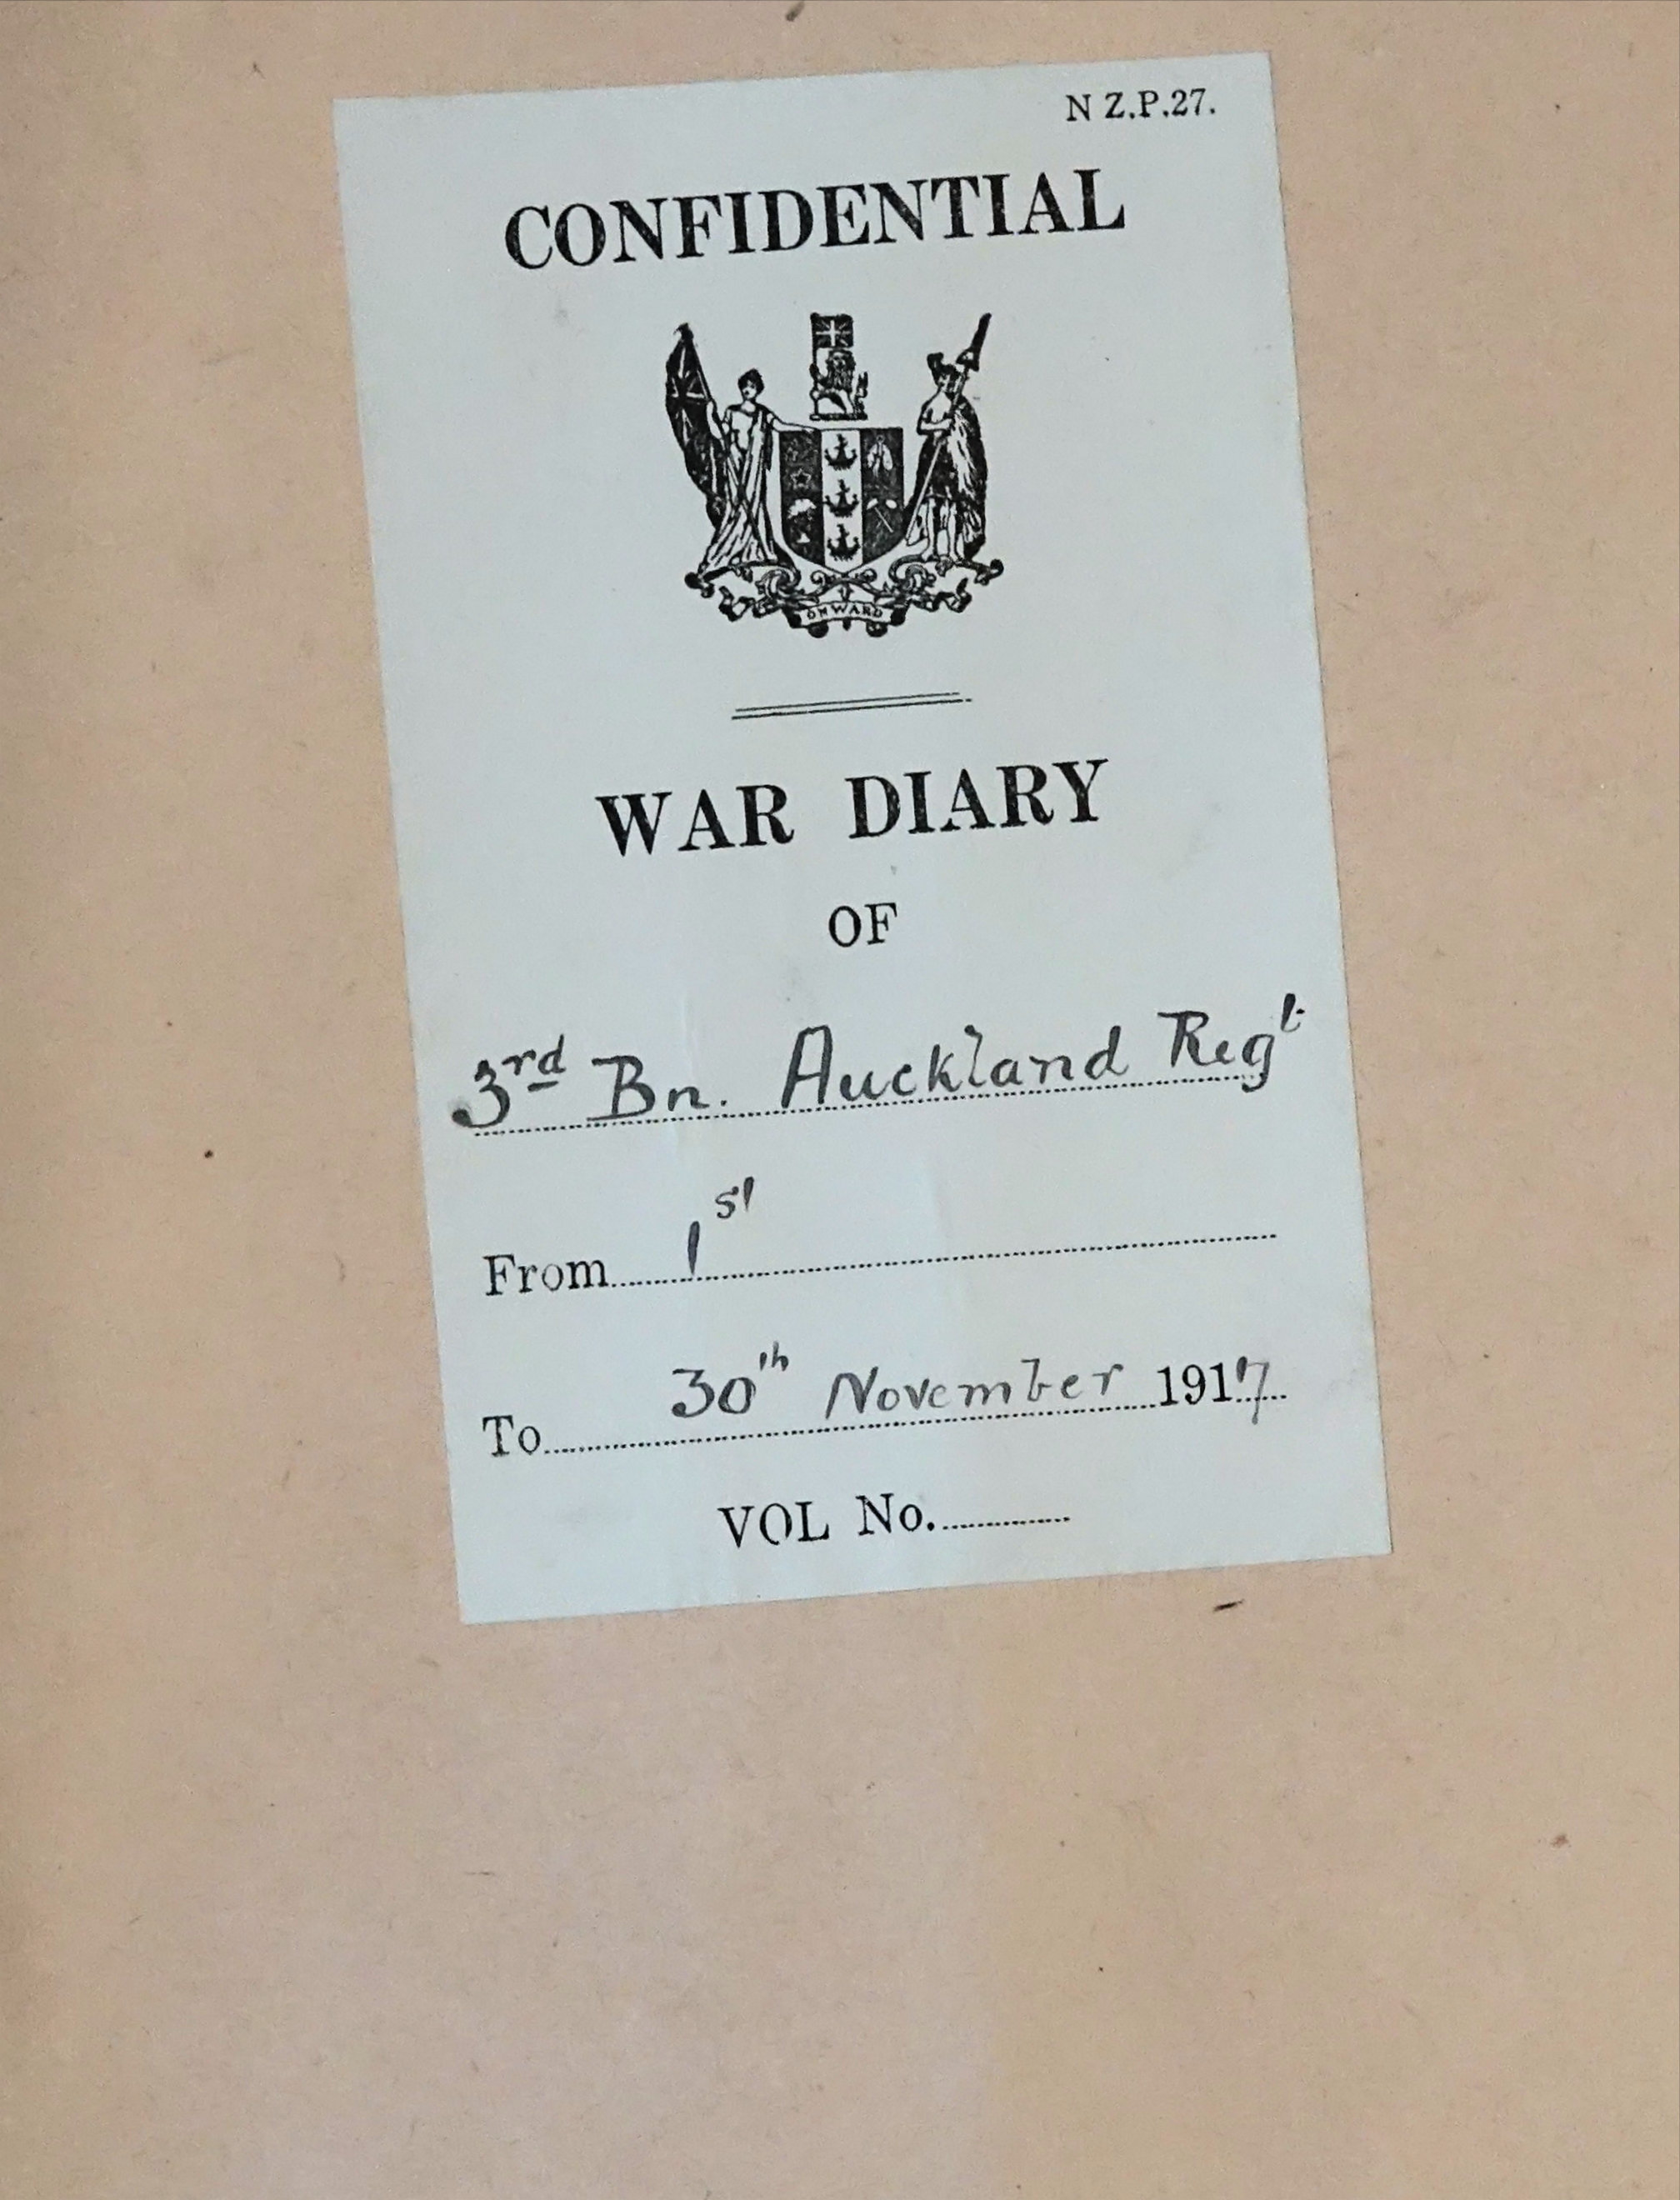 N Z.P.27.
CONFIDENTIAL
ONWARD
WAR DIARY
OF
3rd Bn. Auckland Regt.
From 1st
To 30th November 1917
VOL No.